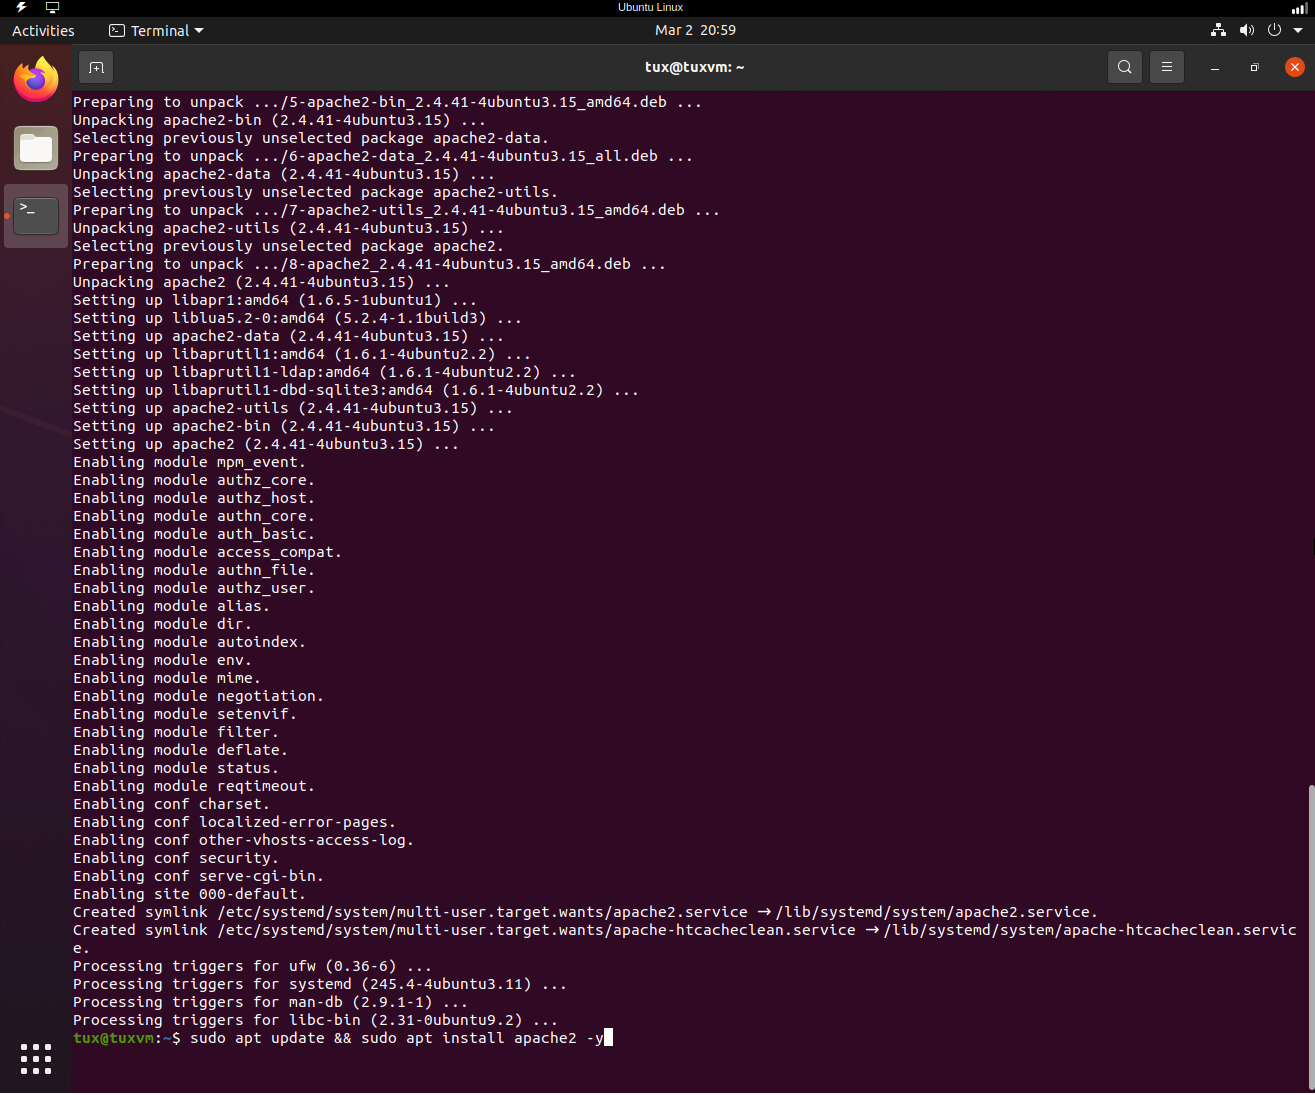 Ubuntu Linux
Activities
Terminal
Mar 2 20:59
tux@tuxvm: ~
Preparing to unpack .../5-apache2-bin_2.4.41-4ubuntu3.15_amd64.deb ...
Unpacking apache2-bin (2.4.41-4ubuntu3.15) ...
Selecting previously unselected package apache2-data.
Preparing to unpack .../6-apache2-data_2.4.41-4ubuntu3.15_all.deb ...
Unpacking apache2-data (2.4.41-4ubuntu3.15) ...
Selecting previously unselected package apache2-utils.
Preparing to unpack .../7-apache2-utils_2.4.41-4ubuntu3.15_amd64.deb ...
Unpacking apache2-utils (2.4.41-4ubuntu3.15) ...
Selecting previously unselected package apache2.
Preparing to unpack .../8-apache2_2.4.41-4ubuntu3.15_amd64.deb ...
Unpacking apache2 (2.4.41-4ubuntu3.15) ...
Setting up libapr1:amd64 (1.6.5-1ubuntu1) ...
Setting up liblua5.2-0:amd64 (5.2.4-1.1build3) ...
Setting up apache2-data (2.4.41-4ubuntu3.15) ...
Setting up libaprutil1:amd64 (1.6.1-4ubuntu2.2) ...
Setting up libaprutil1-ldap:amd64 (1.6.1-4ubuntu2.2) ...
Setting up libaprutil1-dbd-sqlite3:amd64 (1.6.1-4ubuntu2.2) ...
Setting up apache2-utils (2.4.41-4ubuntu3.15) ...
Setting up apache2-bin (2.4.41-4ubuntu3.15) ...
Setting up apache2 (2.4.41-4ubuntu3.15) ...
Enabling module mpm_event.
Enabling module authz_core.
Enabling module authz_host.
Enabling module authn_core.
Enabling module auth_basic.
Enabling module access_compat.
Enabling module authn_file.
Enabling module authz_user.
Enabling module alias.
Enabling module dir.
Enabling module autoindex.
Enabling module env.
Enabling module mime.
Enabling module negotiation.
Enabling module setenvif.
Enabling module filter.
Enabling module deflate.
Enabling module status.
Enabling module reqtimeout.
Enabling conf charset.
Enabling conf localized-error-pages.
Enabling conf other-vhosts-access-log.
Enabling conf security.
Enabling conf serve-cgi-bin.
Enabling site 000-default.
Created symlink /etc/systemd/system/multi-user.target.wants/apache2.service → /lib/systemd/system/apache2.service.
Created symlink /etc/systemd/system/multi-user.target.wants/apache-htcacheclean.service → /lib/systemd/system/apache-htcacheclean.servic
e.
Processing triggers for ufw (0.36-6) ...
Processing triggers for systemd (245.4-4ubuntu3.11) ...
Processing triggers for man-db (2.9.1-1) ...
Processing triggers for libc-bin (2.31-0ubuntu9.2) ...
tux@tuxvm:~$ sudo apt update && sudo apt install apache2 -y